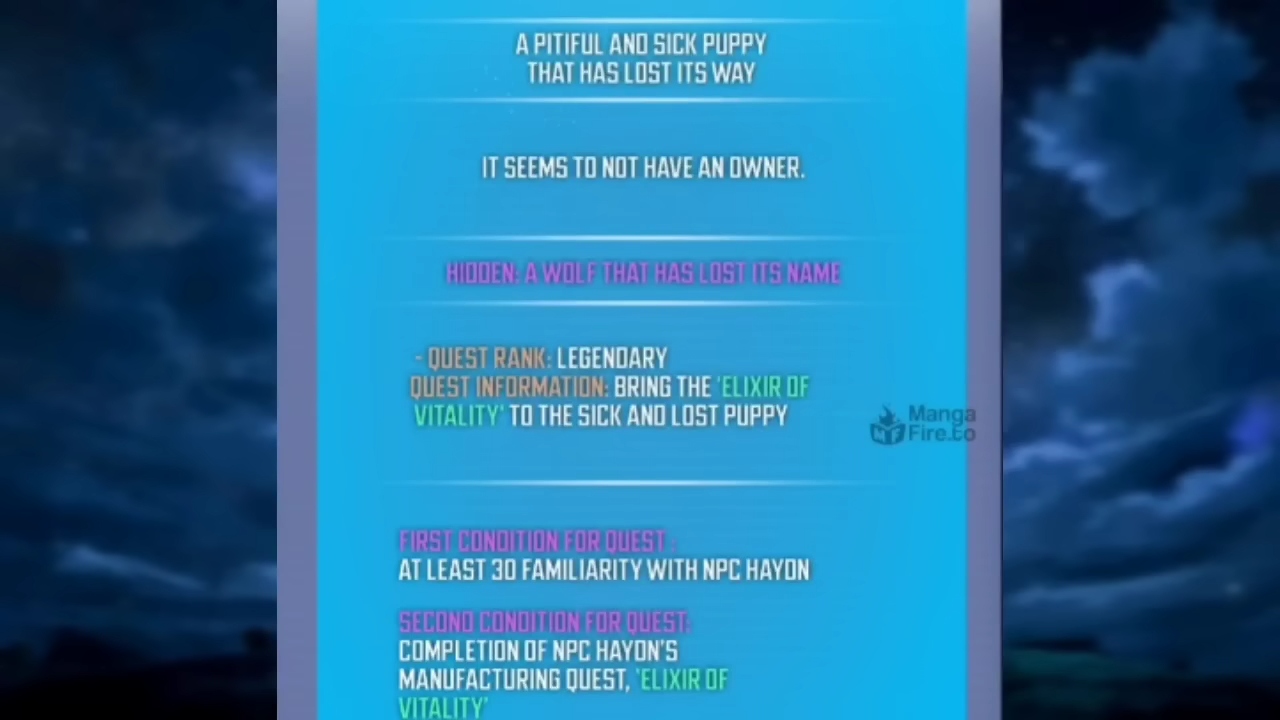 A PITIFUL AND SICK PUPPY
THAT HAS LOST ITS WAY
IT SEEMS TO NOT HAVE AN OWNER.
HIDDEN: A WOLF THAT HAS LOST ITS NAME
- QUEST RANK: LEGENDARY
QUEST INFORMATION: BRING THE 'ELIXIR OF
VITALITY' TO THE SICK AND LOST PUPPY
Manga
Fire.to
FIRST CONDITION FOR QUEST :
AT LEAST 30 FAMILIARITY WITH NPC HAYDN
SECOND CONDITION FOR QUEST:
COMPLETION OF NPC HAYDN'S
MANUFACTURING QUEST, 'ELIXIR OF
VITALITY'